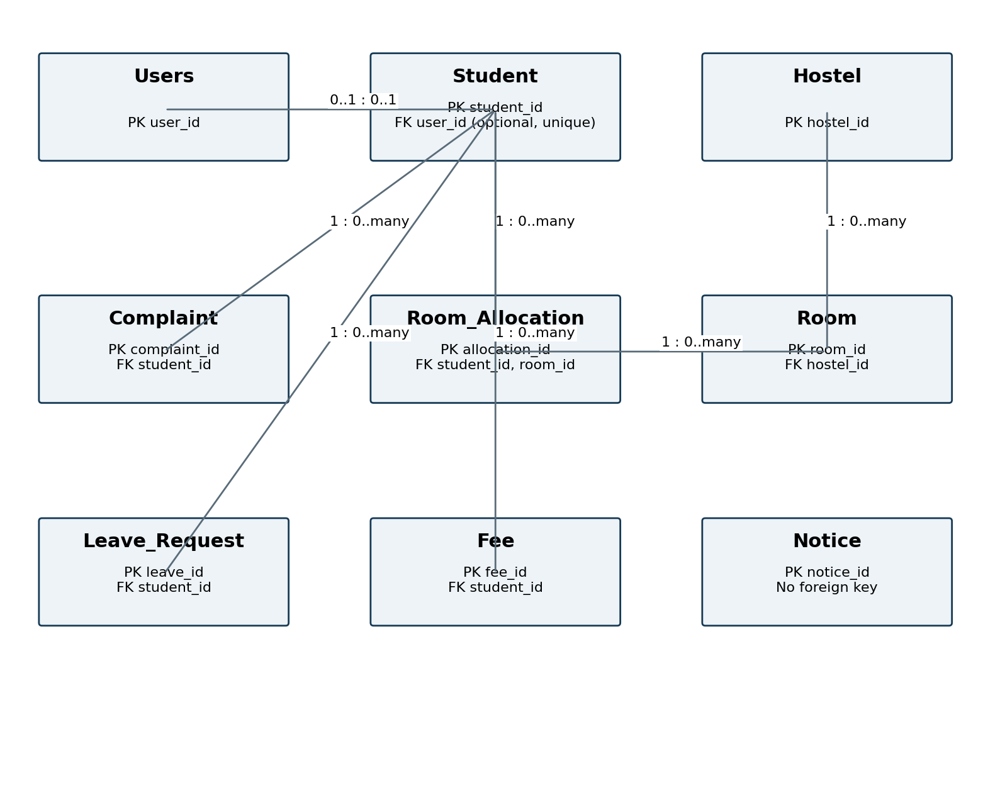 Users
PK user_id
0..1 : 0..1
Student
PK student_id
FK user_id (optional, unique)
Hostel
PK hostel_id
1 : 0..many
1 : 0..many
1 : 0..many
Complaint
PK complaint_id
FK student_id
1 : 0..many
Room_Allocation
1 : 0..many
PK allocation_id
FK student_id, room_id
1 : 0..many
Room
PK room_id
FK hostel_id
Leave_Request
PK leave_id
FK student_id
Fee
PK fee_id
FK student_id
Notice
PK notice_id
No foreign key